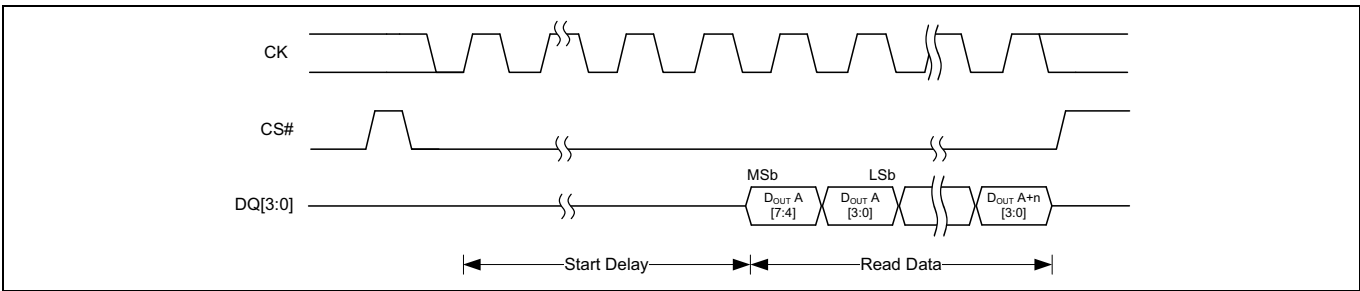 CK
CS#
MSb LSb
DQ[3:0]
DOUT A DOUT A DOUT A+n
[7:4] [3:0] [3:0]
Start Delay Read Data